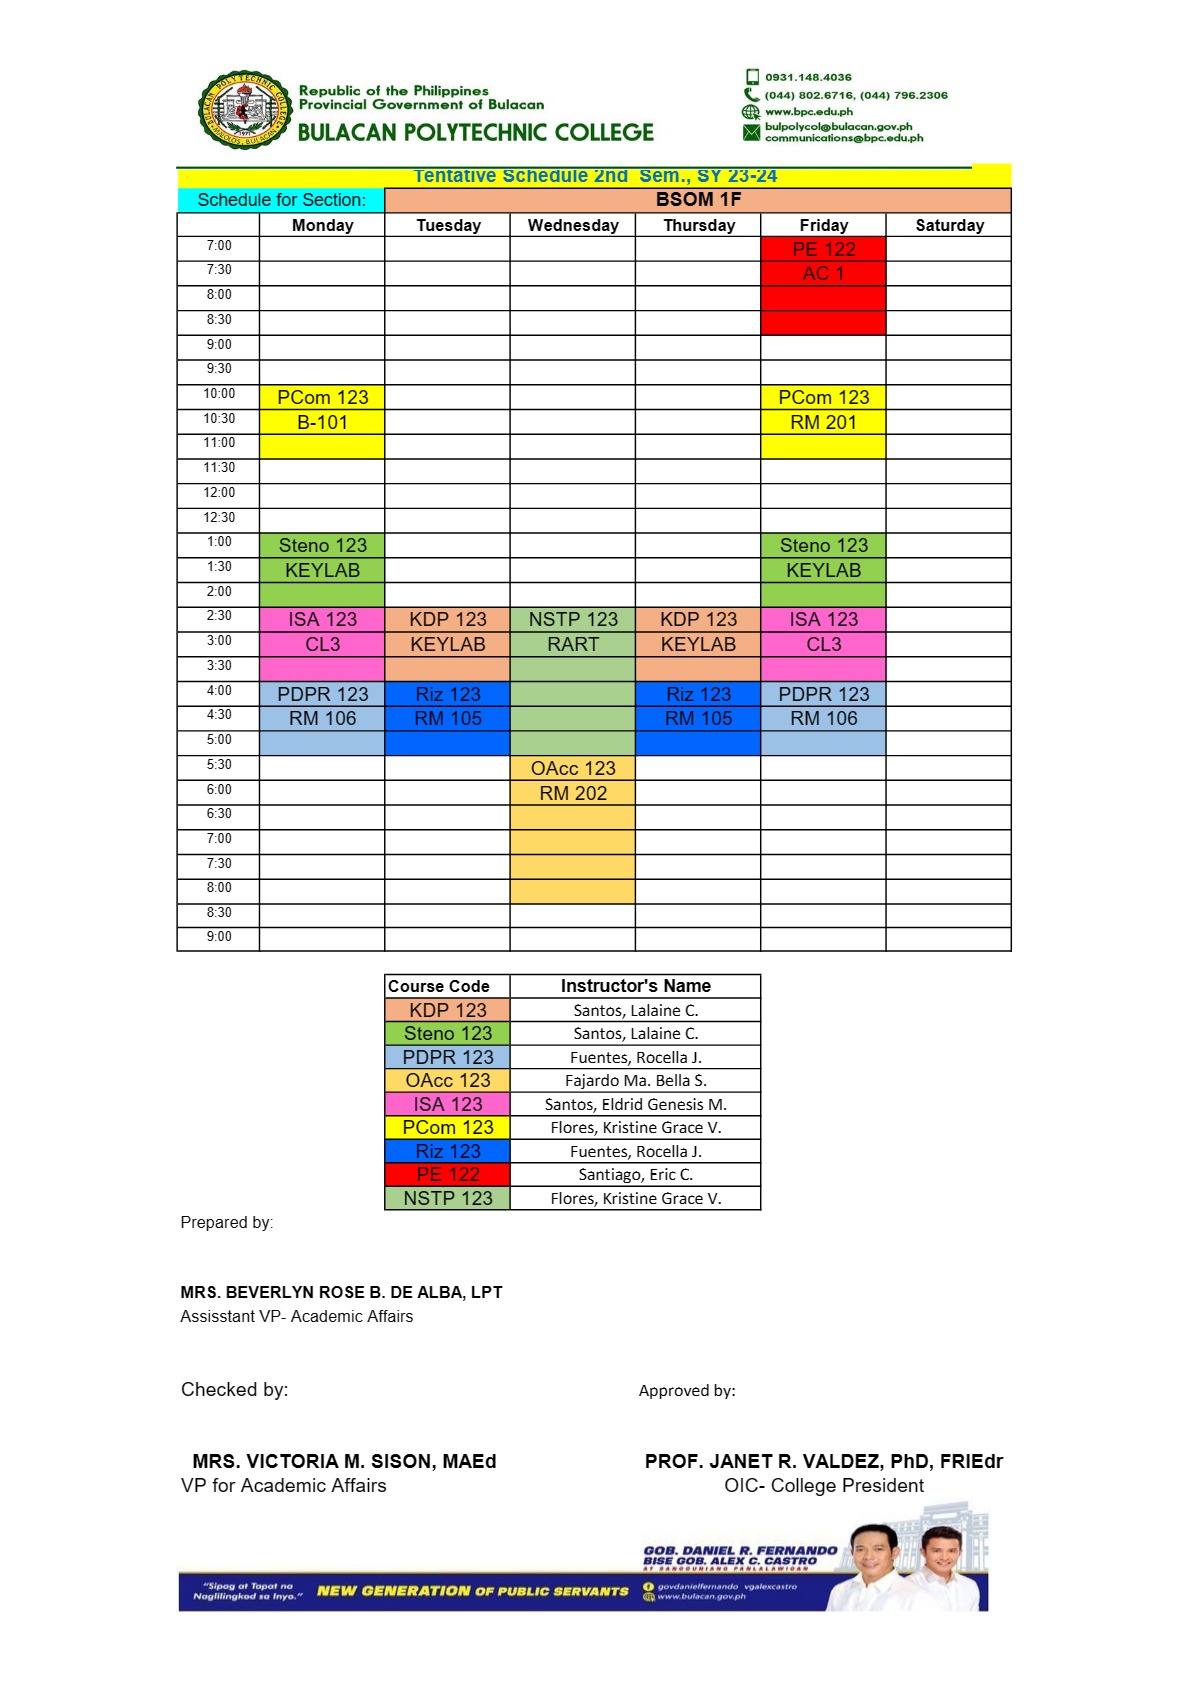 Republic of the Philippines
Provincial Government of Bulacan
BULACAN POLYTECHNIC COLLEGE
0931.148.4036
(044) 802.6716, (044) 796.2306
www.bpc.edu.ph
bulpolycol@bulacan.gov.ph
communications@bpc.edu.ph
Tentative Schedule 2nd Sem., SY 23-24
Schedule for Section: BSOM 1F
Monday Tuesday Wednesday Thursday Friday Saturday
7:00 PE 122
7:30 AC 1
8:00
8:30
9:00
9:30
10:00 PCom 123 PCom 123
10:30 B-101 RM 201
11:00
11:30
12:00
12:30
1:00 Steno 123 Steno 123
1:30 KEYLAB KEYLAB
2:00
2:30 ISA 123 KDP 123 NSTP 123 KDP 123 ISA 123
3:00 CL3 KEYLAB RART KEYLAB CL3
3:30
4:00 PDPR 123 Riz 123 Riz 123 PDPR 123
4:30 RM 106 RM 105 RM 105 RM 106
5:00
5:30 OAcc 123
6:00 RM 202
6:30
7:00
7:30
8:00
8:30
9:00
Course Code Instructor's Name
KDP 123 Santos, Lalaine C.
Steno 123 Santos, Lalaine C.
PDPR 123 Fuentes, Rocella J.
OAcc 123 Fajardo Ma. Bella S.
ISA 123 Santos, Eldrid Genesis M.
PCom 123 Flores, Kristine Grace V.
Riz 123 Fuentes, Rocella J.
PE 122 Santiago, Eric C.
NSTP 123 Flores, Kristine Grace V.
Prepared by:
MRS. BEVERLYN ROSE B. DE ALBA, LPT
Assisstant VP- Academic Affairs
Checked by: Approved by:
MRS. VICTORIA M. SISON, MAEd PROF. JANET R. VALDEZ, PhD, FRIEdr
VP for Academic Affairs OIC- College President
GOB. DANIEL R. FERNANDO
BISE GOB. ALEX C. CASTRO
AT SANGGUNIANG PANLALAWIGAN
"Sipag at Tapat na
Naglilingkod sa Inyo."
NEW GENERATION OF PUBLIC SERVANTS
govdanielfernando vgalexcastro
www.bulacan.gov.ph